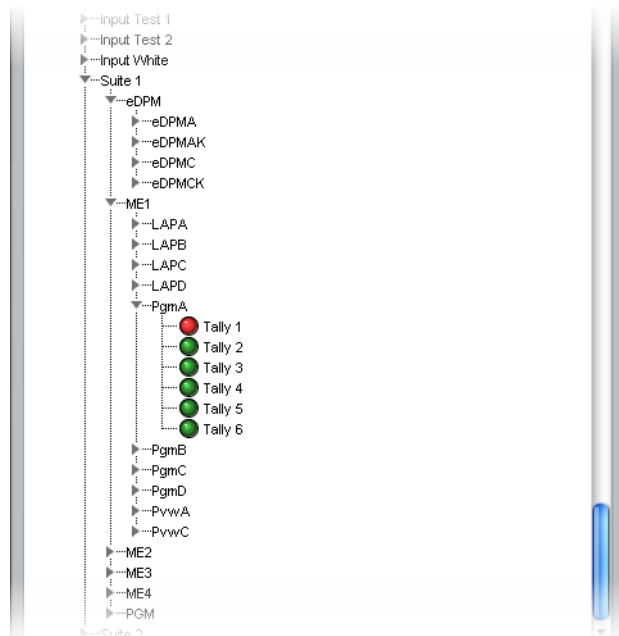 Input Test 1
Input Test 2
Input White
Suite 1
eDPM
eDPMA
eDPMAK
eDPMC
eDPMCK
ME1
LAPA
LAPB
LAPC
LAPD
PgmA
Tally 1
Tally 2
Tally 3
Tally 4
Tally 5
Tally 6
PgmB
PgmC
PgmD
PvwA
PvwC
ME2
ME3
ME4
PGM
Suite 2